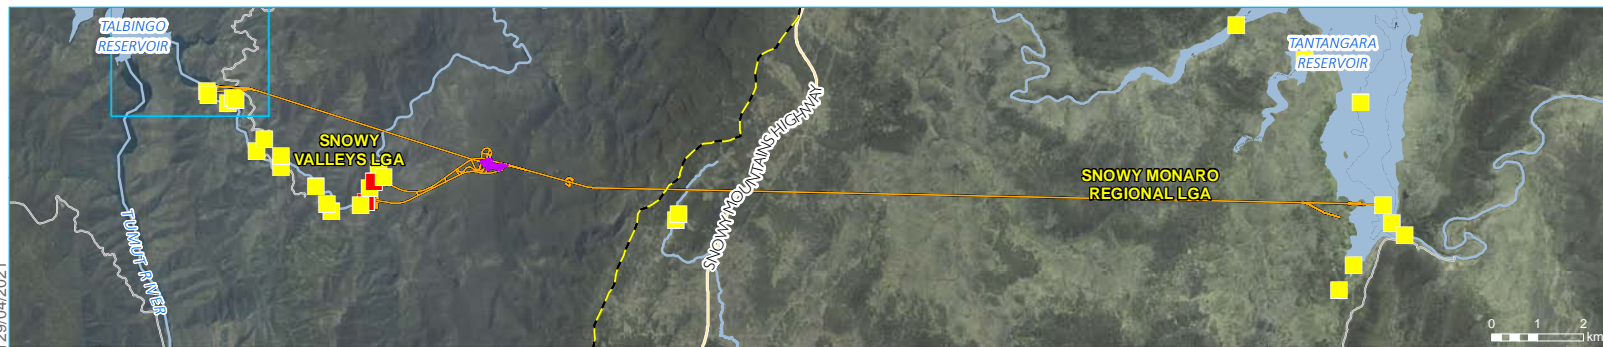 TALBINGO
RESERVOIR
TANTANGARA
RESERVOIR
SNOWY MOUNTAINS HIGHWAY
SNOWY
VALLEYS LGA
SNOWY MONARO
REGIONAL LGA
TUMUT RIVER
29/04/2021
0 1 2
km